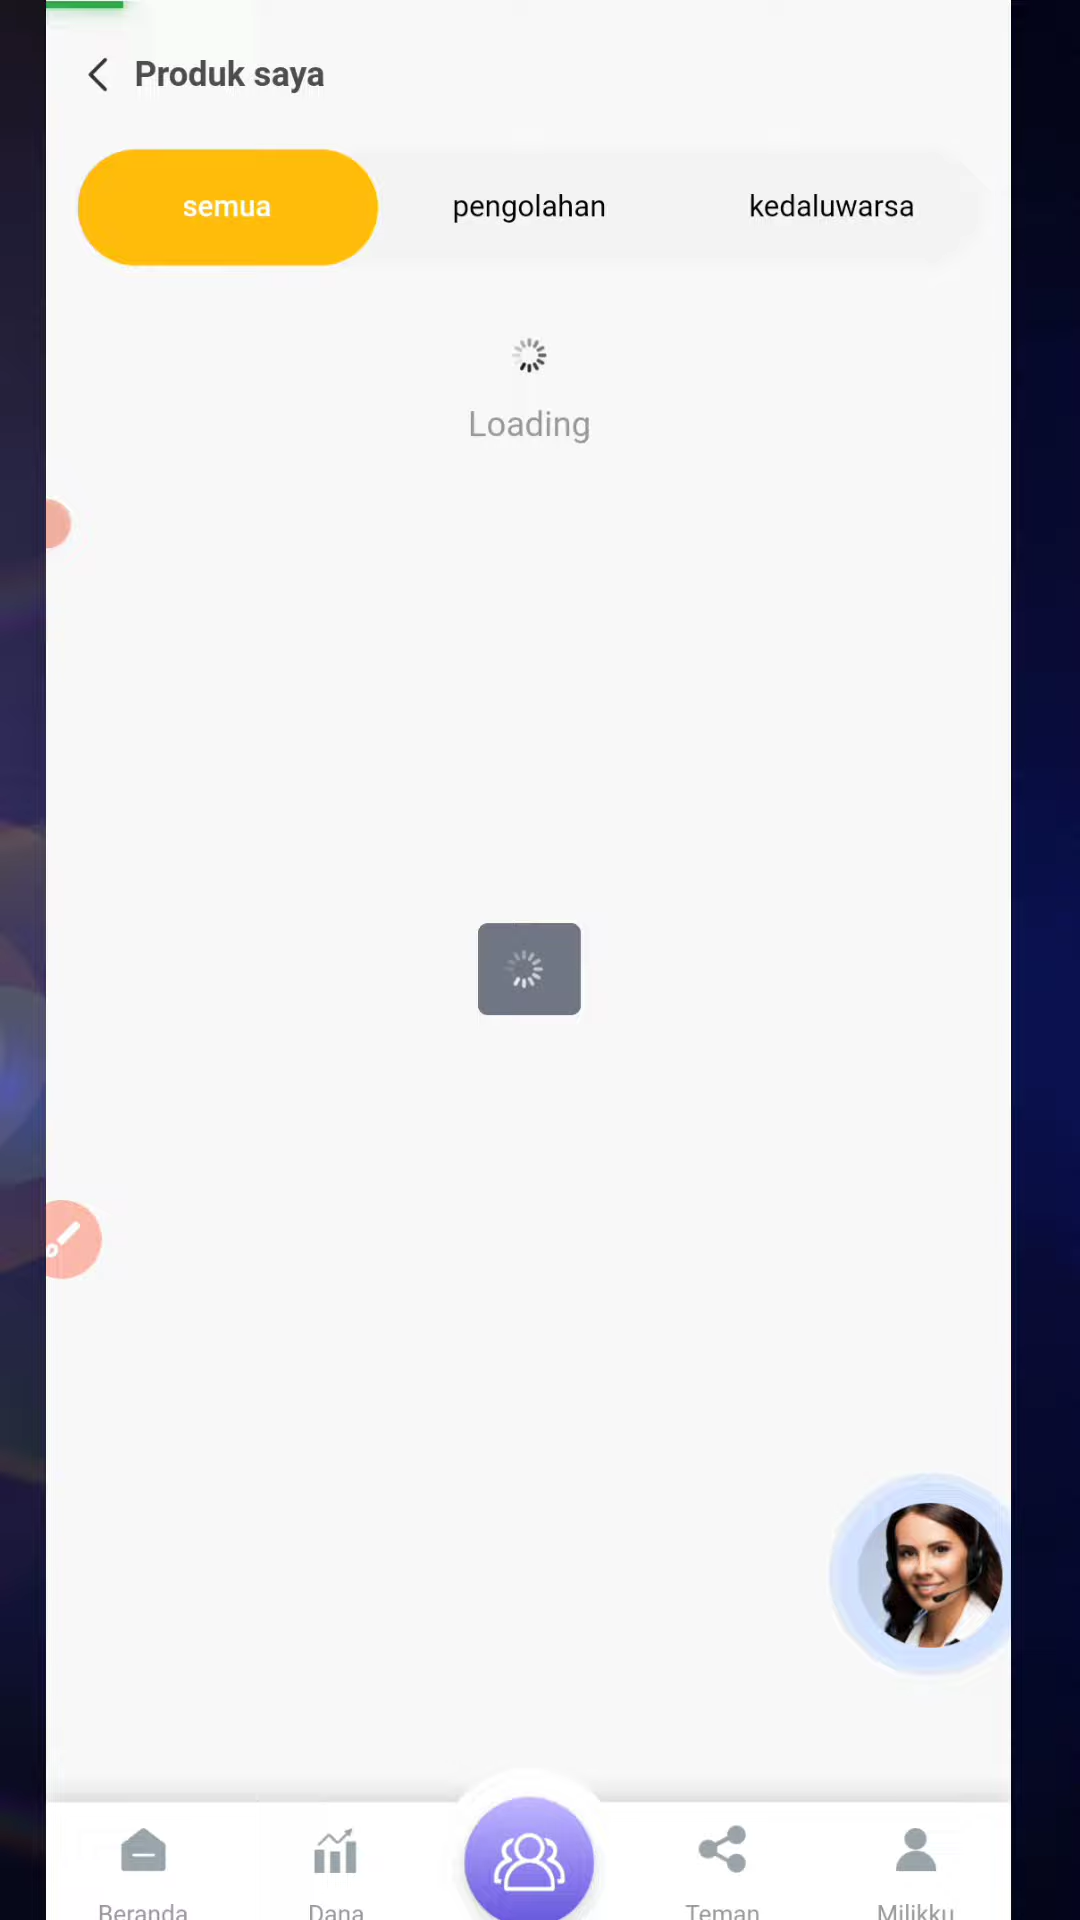 Produk saya
semua
pengolahan
kedaluwarsa
Loading
Beranda
Dana
Teman
Milikku